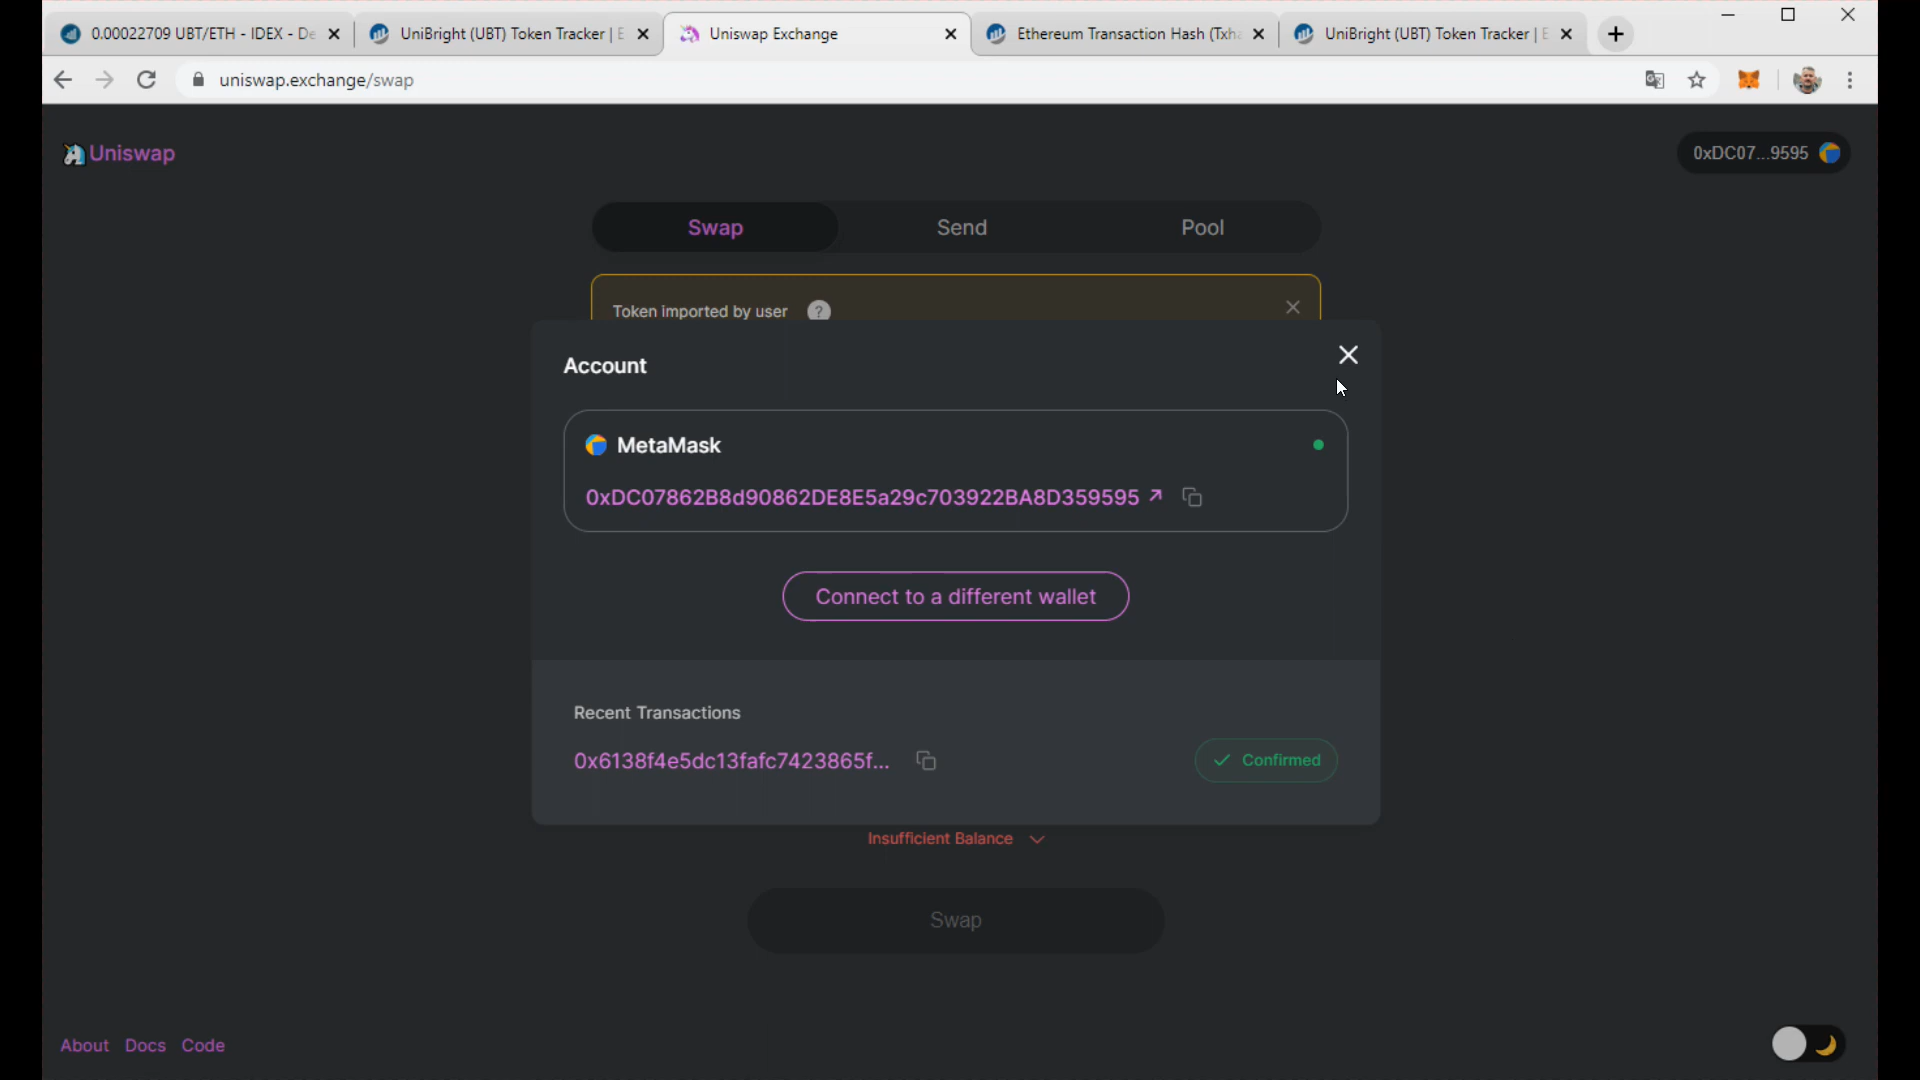 0.00022709 UBT/ETH - IDEX - De
UniBright (UBT) Token Tracker | E
Uniswap Exchange
Ethereum Transaction Hash (Txha
UniBright (UBT) Token Tracker | E
uniswap.exchange/swap
Uniswap
0xDC07...9595
Swap
Send
Pool
Token imported by user ?
Account
MetaMask
0xDC07862B8d90862DE8E5a29c703922BA8D359595
Connect to a different wallet
Recent Transactions
0x6138f4e5dc13fafc7423865f...
Confirmed
Insufficient Balance
Swap
About Docs Code